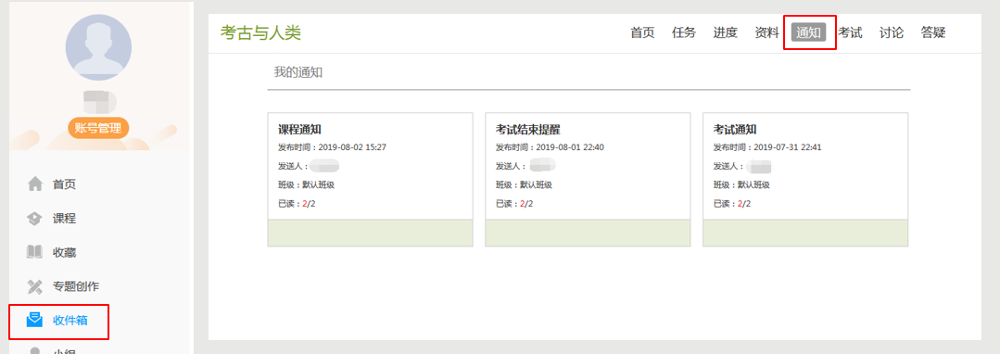 账号管理
首页
课程
收藏
专题创作
收件箱
小组
考古与人类
首页 任务 进度 资料 通知 考试 讨论 答疑
我的通知
课程通知
发布时间：2019-08-02 15:27
发送人：
班级：默认班级
已读：2/2
考试结束提醒
发布时间：2019-08-01 22:40
发送人：
班级：默认班级
已读：2/2
考试通知
发布时间：2019-07-31 22:41
发送人：
班级：默认班级
已读：2/2